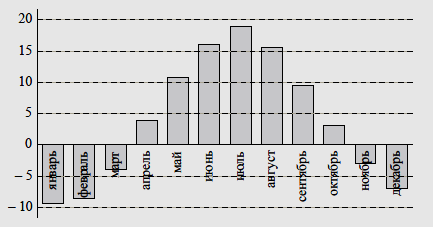 20
15
10
5
0
−5
−10
январь
февраль
март
апрель
май
июнь
июль
август
сентябрь
октябрь
ноябрь
декабрь